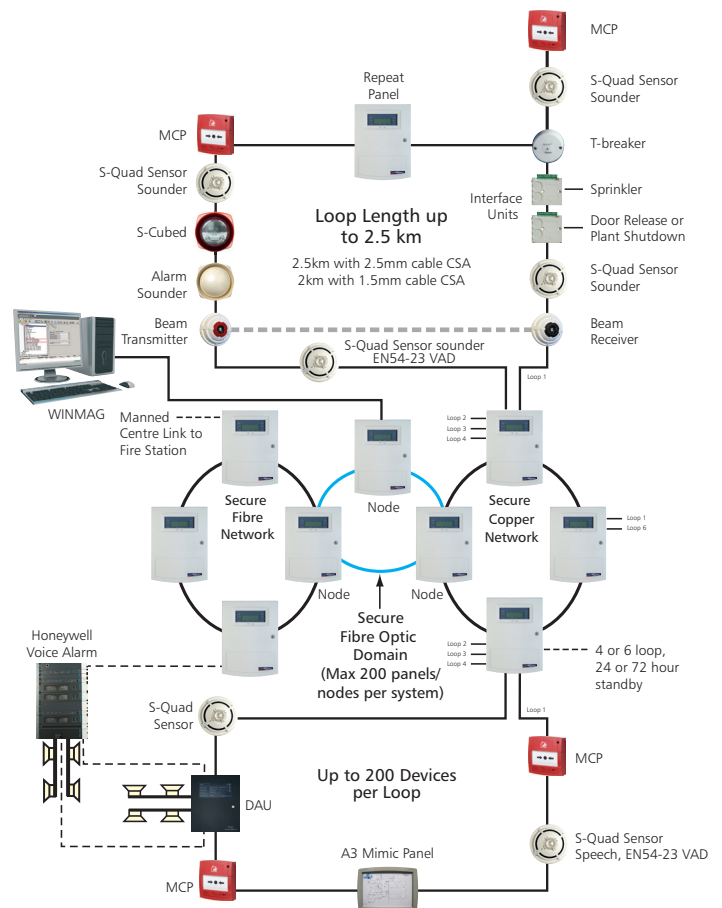 MCP
S-Quad Sensor
Sounder
Repeat
Panel
MCP
T-breaker
S-Quad Sensor
Sounder
Interface
Units
Sprinkler
Loop Length up
to 2.5 km
S-Cubed
Door Release or
Plant Shutdown
2.5km with 2.5mm cable CSA
2km with 1.5mm cable CSA
Alarm
Sounder
S-Quad Sensor
Sounder
Beam
Transmitter
Beam
Receiver
S-Quad Sensor sounder
EN54-23 VAD
Loop 1
WINMAG
Manned
Centre Link to
Fire Station
Loop 2
Loop 3
Loop 4
Secure
Fibre
Network
Node
Secure
Copper
Network
Loop 1
Loop 6
Node
Node
Secure
Fibre Optic
Domain
(Max 200 panels/
nodes per system)
Honeywell
Voice Alarm
Loop 2
Loop 3
Loop 4
4 or 6 loop,
24 or 72 hour
standby
S-Quad
Sensor
Loop 1
MCP
Up to 200 Devices
per Loop
DAU
S-Quad Sensor
Speech, EN54-23 VAD
A3 Mimic Panel
MCP